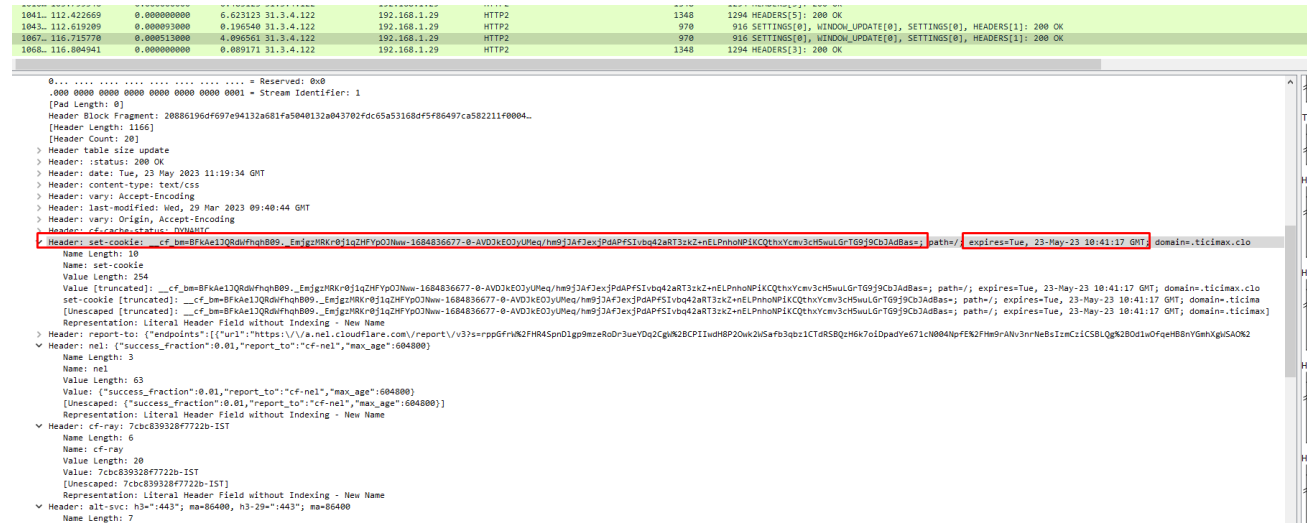 1041… 112.422669 0.000000000 6.623123 31.3.4.122 192.168.1.29 HTTP2 1348 1294 HEADERS[5]: 200 OK
1043… 112.619209 0.000093000 0.196540 31.3.4.122 192.168.1.29 HTTP2 970 916 SETTINGS[0], WINDOW_UPDATE[0], SETTINGS[0], HEADERS[1]: 200 OK
1067… 116.715770 0.000513000 4.096561 31.3.4.122 192.168.1.29 HTTP2 970 916 SETTINGS[0], WINDOW_UPDATE[0], SETTINGS[0], HEADERS[1]: 200 OK
1068… 116.804941 0.000000000 0.089171 31.3.4.122 192.168.1.29 HTTP2 1348 1294 HEADERS[3]: 200 OK
0... .... .... .... .... .... .... .... = Reserved: 0x0
.000 0000 0000 0000 0000 0000 0000 0001 = Stream Identifier: 1
[Pad Length: 0]
Header Block Fragment: 20886196df697e94132a681fa5040132a043702fdc65a53168df5f86497ca582211f0004…
[Header Length: 1166]
[Header Count: 20]
Header table size update
Header: :status: 200 OK
Header: date: Tue, 23 May 2023 11:19:34 GMT
Header: content-type: text/css
Header: vary: Accept-Encoding
Header: last-modified: Wed, 29 Mar 2023 09:40:44 GMT
Header: vary: Origin, Accept-Encoding
Header: cf-cache-status: DYNAMIC
Header: set-cookie: __cf_bm=BFkAe1JQRdWfhqhB09._EmjgzMRKr0j1qZHFYpOJNww-1684836677-0-AVDJkEOJyUMeq/hm9jJAfJexjPdAPfSIvbq42aRT3zkZ+nELPnhoNPiKCQthxYcmv3cH5wuLGrTG9j9CbJAdBas=; path=/; expires=Tue, 23-May-23 10:41:17 GMT; domain=.ticimax.clo
Name Length: 10
Name: set-cookie
Value Length: 254
Value [truncated]: __cf_bm=BFkAe1JQRdWfhqhB09._EmjgzMRKr0j1qZHFYpOJNww-1684836677-0-AVDJkEOJyUMeq/hm9jJAfJexjPdAPfSIvbq42aRT3zkZ+nELPnhoNPiKCQthxYcmv3cH5wuLGrTG9j9CbJAdBas=; path=/; expires=Tue, 23-May-23 10:41:17 GMT; domain=.ticima
set-cookie [truncated]: __cf_bm=BFkAe1JQRdWfhqhB09._EmjgzMRKr0j1qZHFYpOJNww-1684836677-0-AVDJkEOJyUMeq/hm9jJAfJexjPdAPfSIvbq42aRT3zkZ+nELPnhoNPiKCQthxYcmv3cH5wuLGrTG9j9CbJAdBas=; path=/; expires=Tue, 23-May-23 10:41:17 GMT; domain=.ticima
[Unescaped [truncated]: __cf_bm=BFkAe1JQRdWfhqhB09._EmjgzMRKr0j1qZHFYpOJNww-1684836677-0-AVDJkEOJyUMeq/hm9jJAfJexjPdAPfSIvbq42aRT3zkZ+nELPnhoNPiKCQthxYcmv3cH5wuLGrTG9j9CbJAdBas=; path=/; expires=Tue, 23-May-23 10:41:17 GMT; domain=.ticimax]
Representation: Literal Header Field without Indexing - New Name
Header: report-to: {"endpoints":[{"url":"https:\/\/a.nel.cloudflare.com\/report\/v3?s=rppGfrW%2FHR4SpnDlgp9mzeRoDr3ueYDq2CgW%2BCPIIwdH8P2Owk2WSafb3qbz1CTdRSBQzH6k7oiDpadYe671cN004NpfE%2FHm9rANv3nrNeBsIzmCziCSBLQg%2BOd1wOfqeHB8nYGmhXgWSAO%2
Header: nel: {"success_fraction":0.01,"report_to":"cf-nel","max_age":604800}
Name Length: 3
Name: nel
Value Length: 63
Value: {"success_fraction":0.01,"report_to":"cf-nel","max_age":604800}
[Unescaped: {"success_fraction":0.01,"report_to":"cf-nel","max_age":604800}]
Representation: Literal Header Field without Indexing - New Name
Header: cf-ray: 7cbc839328f7722b-IST
Name Length: 6
Name: cf-ray
Value Length: 20
Value: 7cbc839328f7722b-IST
[Unescaped: 7cbc839328f7722b-IST]
Representation: Literal Header Field without Indexing - New Name
Header: alt-svc: h3=":443"; ma=86400, h3-29=":443"; ma=86400
Name Length: 7